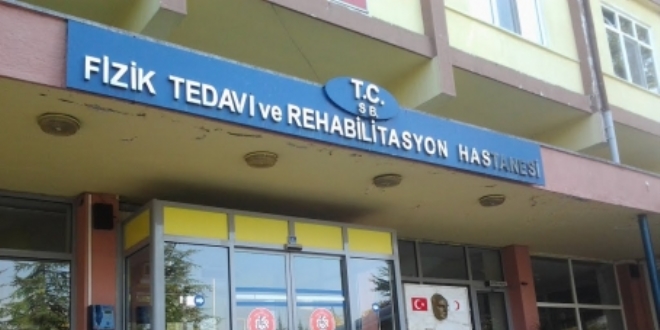 T.C.
S.B.
FİZİK TEDAVİ ve REHABİLİTASYON HASTANESİ